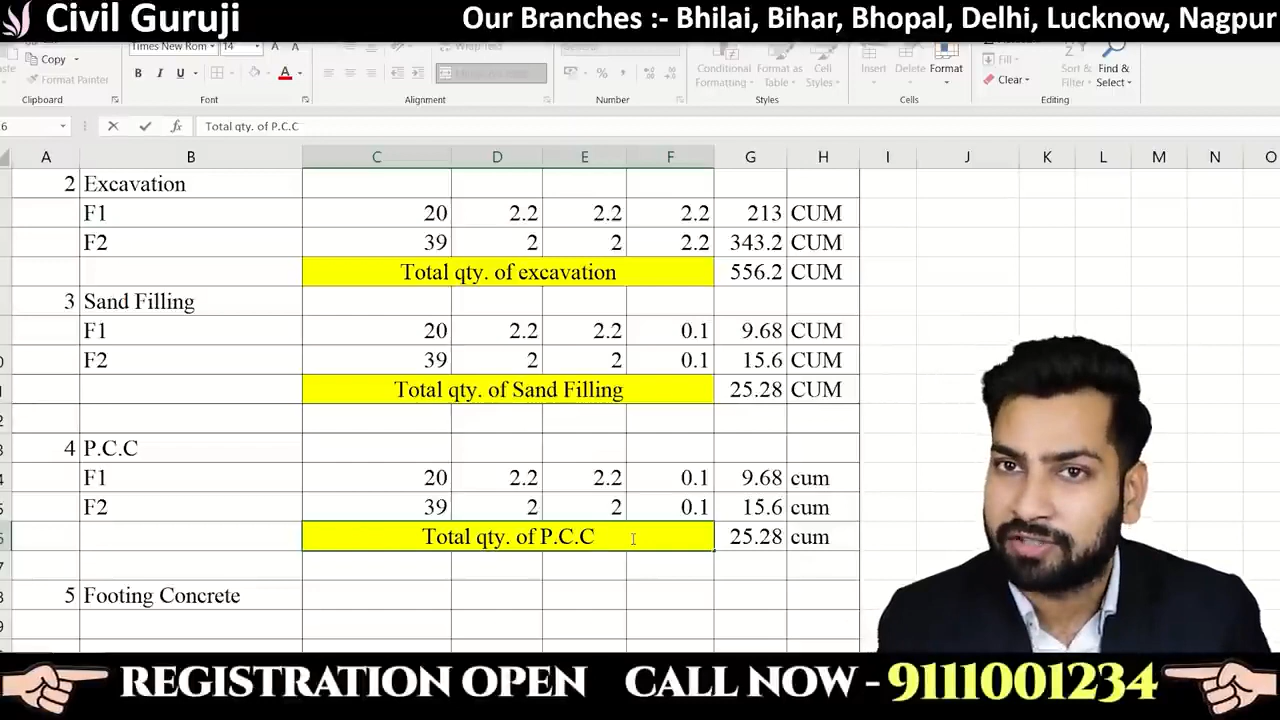 Civil Guruji
Our Branches :- Bhilai, Bihar, Bhopal, Delhi, Lucknow, Nagpur
Copy
Format Painter
Times New Rom
14
B I U
Wrap Text
Conditional Formatting
Format as Table
Cell Styles
Insert
Delete
Format
Fill
Clear
Sort & Filter
Find & Select
Clipboard Font Alignment Number Styles Cells Editing
6 fx Total qty. of P.C.C
A B C D E F G H I J K L M N O
2 Excavation
F1 20 2.2 2.2 2.2 213 CUM
F2 39 2 2 2.2 343.2 CUM
Total qty. of excavation 556.2 CUM
3 Sand Filling
F1 20 2.2 2.2 0.1 9.68 CUM
F2 39 2 2 0.1 15.6 CUM
Total qty. of Sand Filling 25.28 CUM
4 P.C.C
F1 20 2.2 2.2 0.1 9.68 cum
F2 39 2 2 0.1 15.6 cum
Total qty. of P.C.C 25.28 cum
5 Footing Concrete
REGISTRATION OPEN CALL NOW - 9111001234